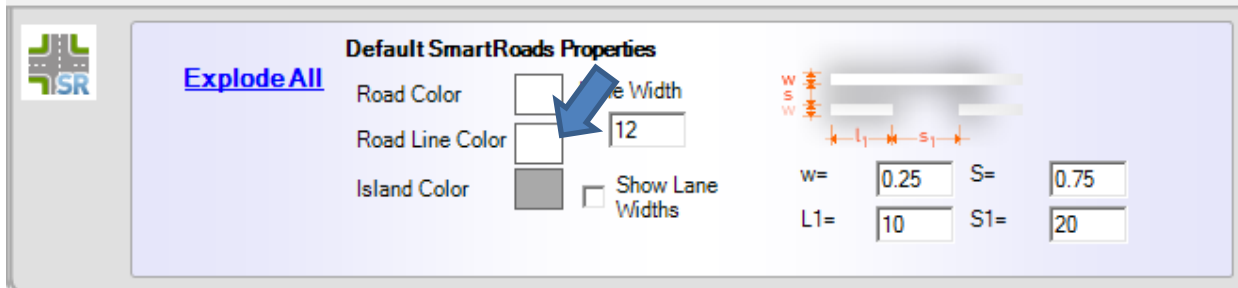 SR
Explode All
Default SmartRoads Properties
Road Color
Width
Road Line Color
12
Island Color
Show Lane
Widths
w
s
w
l1
s1
w=
0.25
S=
0.75
L1=
10
S1=
20